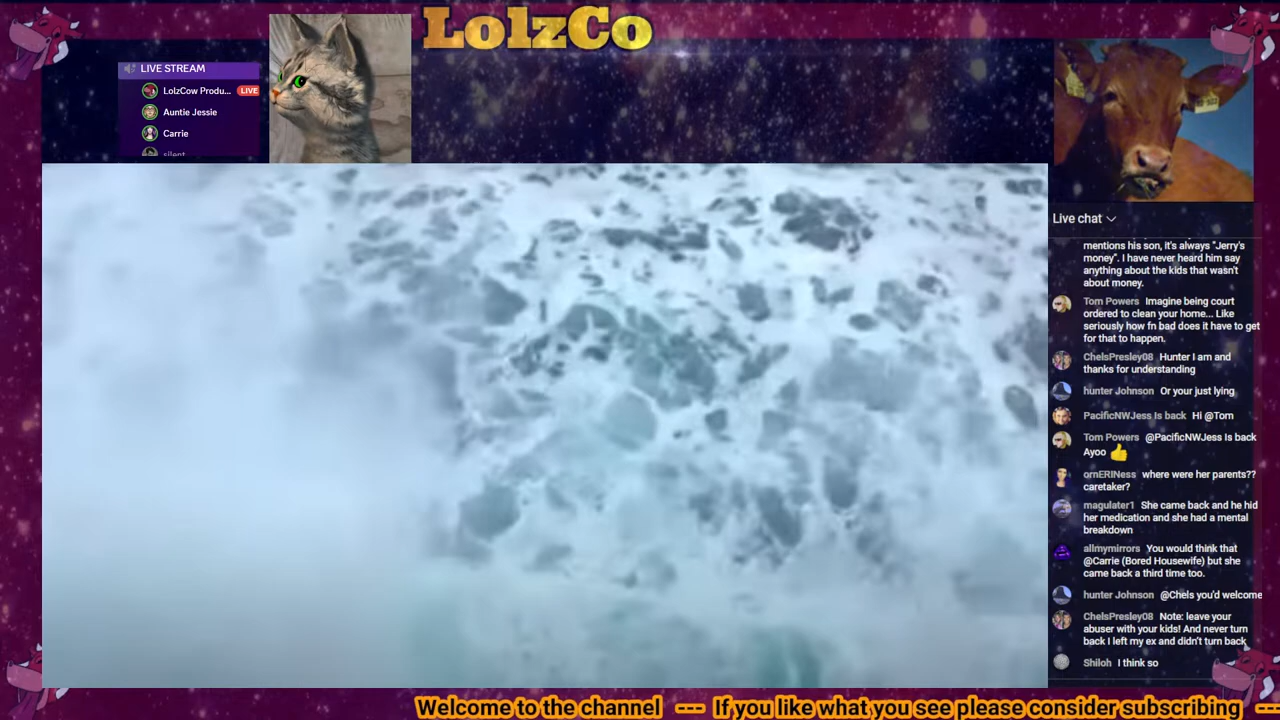 LolzCo
LIVE STREAM
LolzCow Produ... LIVE
Auntie Jessie
Carrie
silent
Live chat
mentions his son, it's always "Jerry's
money". I have never heard him say
anything about the kids that wasn't
about money.
Tom Powers Imagine being court
ordered to clean your home... Like
seriously how fn bad does it have to get
for that to happen.
ChelsPresley08 Hunter I am and
thanks for understanding
hunter Johnson Or your just lying
PacificNWJess Is back Hi @Tom
Tom Powers @PacificNWJess Is back
Ayoo 👍
ornERINess where were her parents??
caretaker?
magulater1 She came back and he hid
her medication and she had a mental
breakdown
allmymirrors You would think that
@Carrie (Bored Housewife) but she
came back a third time too.
hunter Johnson @Chels you'd welcome
ChelsPresley08 Note: leave your
abuser with your kids! And never turn
back I left my ex and didn't turn back
Shiloh I think so
Welcome to the channel --- If you like what you see please consider subscribing ---